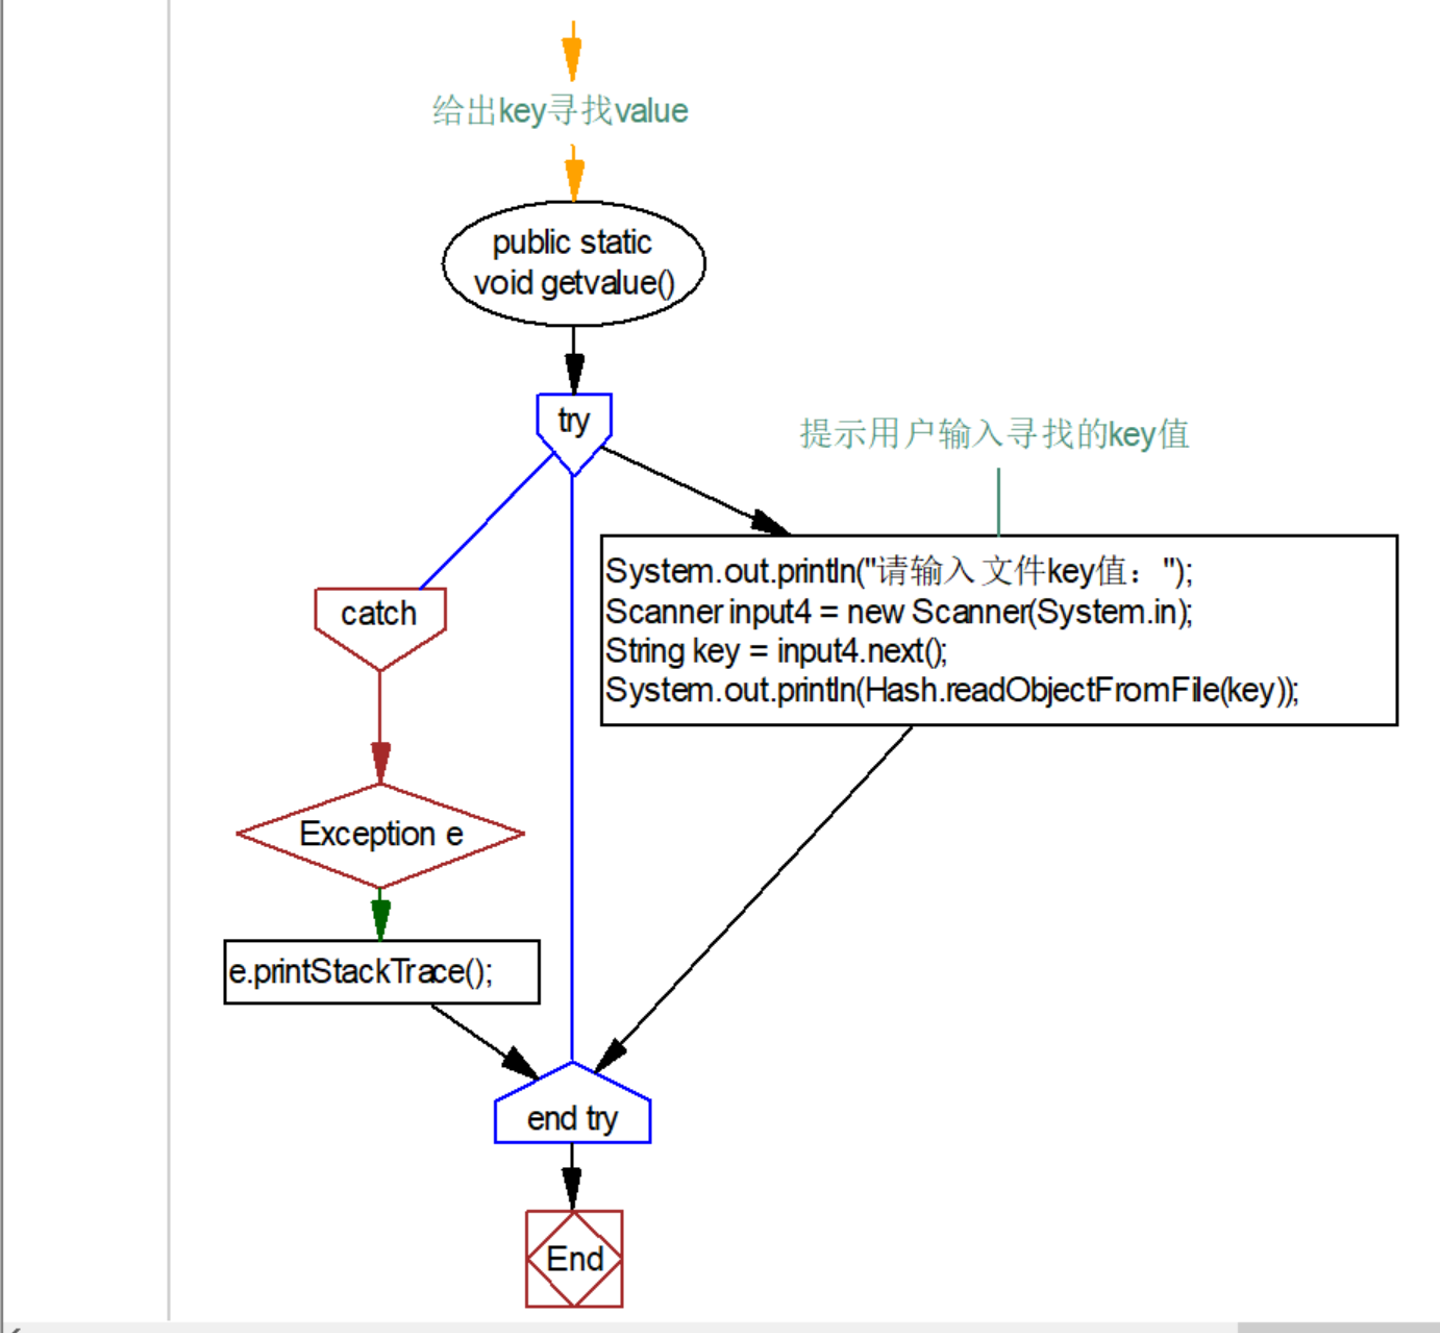 给出key寻找value
public static
void getvalue()
try
提示用户输入寻找的key值
System.out.println("请输入文件key值：");
Scanner input4 = new Scanner(System.in);
String key = input4.next();
System.out.println(Hash.readObjectFromFile(key));
catch
Exception e
e.printStackTrace();
end try
End